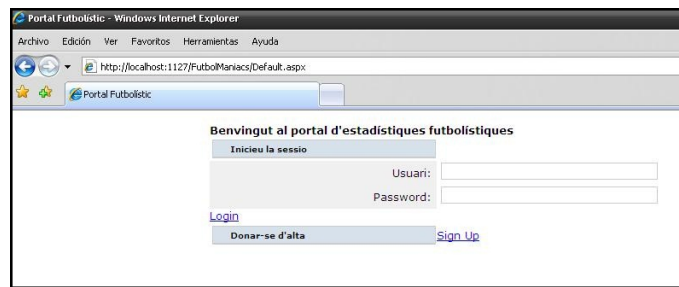 Portal Futbolístic - Windows Internet Explorer
Archivo Edición Ver Favoritos Herramientas Ayuda
http://localhost:1127/FutbolManiacs/Default.aspx
Portal Futbolístic
Benvingut al portal d'estadístiques futbolístiques
Inicieu la sessio
Usuari:
Password:
Login
Donar-se d'alta Sign Up